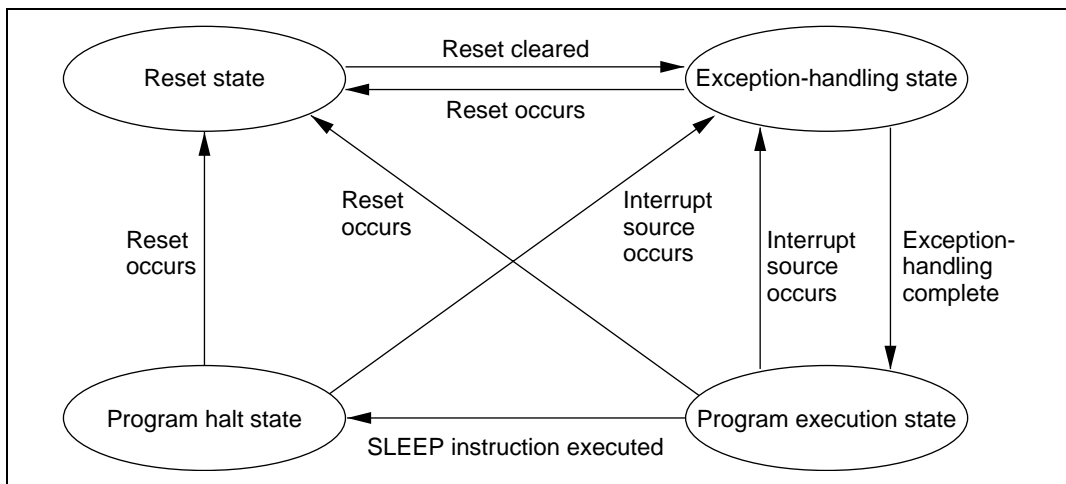 Reset cleared
Reset state
Exception-handling state
Reset occurs
Reset
occurs
Interrupt
source
occurs
Reset
occurs
Interrupt
source
occurs
Exception-
handling
complete
Program halt state
Program execution state
SLEEP instruction executed